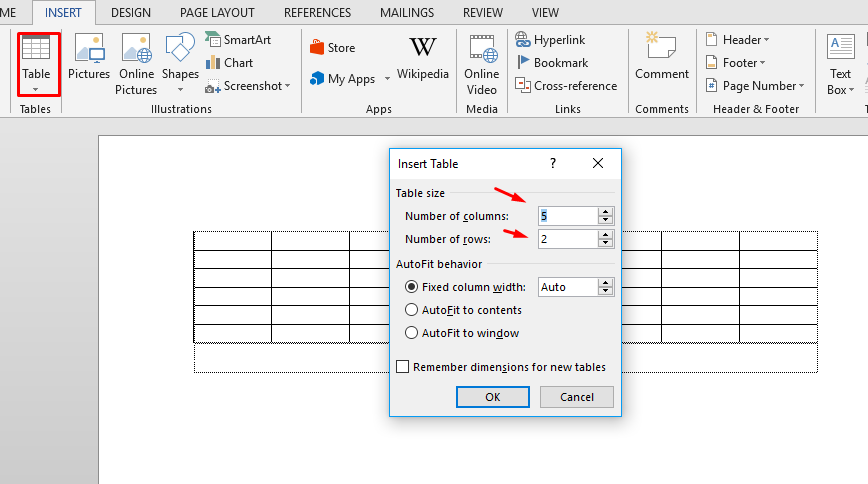 ME INSERT DESIGN PAGE LAYOUT REFERENCES MAILINGS REVIEW VIEW
Table
Pictures
Online Pictures
Shapes
SmartArt
Chart
Screenshot
Store
My Apps
W Wikipedia
Online Video
Hyperlink
Bookmark
Cross-reference
Comment
Header
Footer
# Page Number
A Text Box
Tables Illustrations Apps Media Links Comments Header & Footer
Insert Table ?
Table size
Number of columns: 5
Number of rows: 2
AutoFit behavior
Fixed column width: Auto
AutoFit to contents
AutoFit to window
Remember dimensions for new tables
OK Cancel